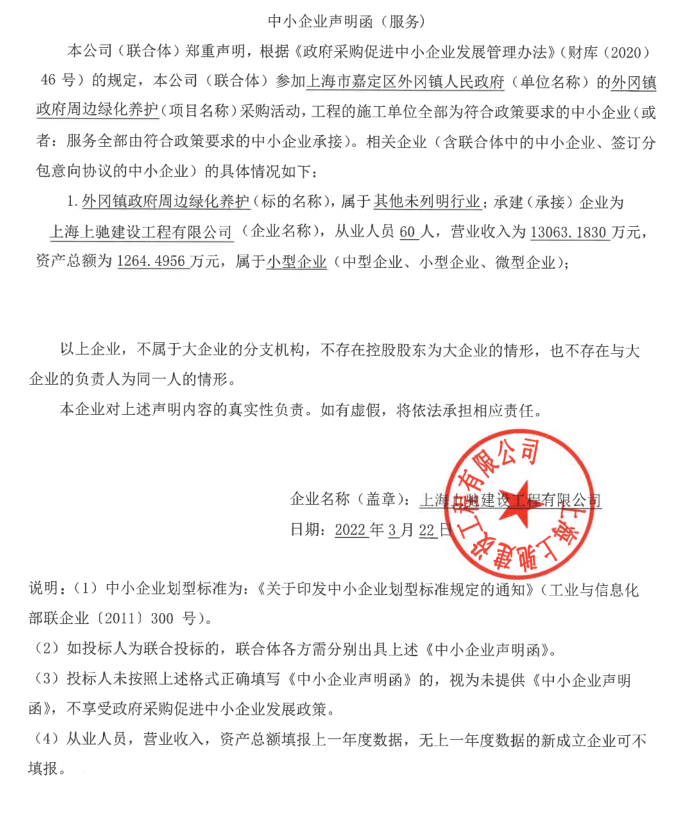 中小企业声明函（服务)
本公司（联合体）郑重声明，根据《政府采购促进中小企业发展管理办法》（财库（2020）
46 号）的规定，本公司（联合体）参加上海市嘉定区外冈镇人民政府（单位名称）的外冈镇
政府周边绿化养护（项目名称）采购活动，工程的施工单位全部为符合政策要求的中小企业（或
者：服务全部由符合政策要求的中小企业承接）。相关企业（含联合体中的中小企业、签订分
包意向协议的中小企业）的具体情况如下：
1. 外冈镇政府周边绿化养护（标的名称），属于其他未列明行业；承建（承接）企业为
上海上驰建设工程有限公司（企业名称），从业人员 60 人，营业收入为 13063.1830 万元，
资产总额为 1264.4956 万元，属于小型企业（中型企业、小型企业、微型企业）；
以上企业，不属于大企业的分支机构，不存在控股股东为大企业的情形，也不存在与大
企业的负责人为同一人的情形。
本企业对上述声明内容的真实性负责。如有虚假，将依法承担相应责任。
企业名称（盖章）：上海上驰建设工程有限公司
日期：2022 年 3 月 22 日
上海上驰建设工程有限公司
说明：（1）中小企业划型标准为：《关于印发中小企业划型标准规定的通知》（工业与信息化
部联企业〔2011〕300 号）。
（2）如投标人为联合投标的，联合体各方需分别出具上述《中小企业声明函》。
（3）投标人未按照上述格式正确填写《中小企业声明函》的，视为未提供《中小企业声明
函》，不享受政府采购促进中小企业发展政策。
（4）从业人员，营业收入，资产总额填报上一年度数据，无上一年度数据的新成立企业可不
填报。